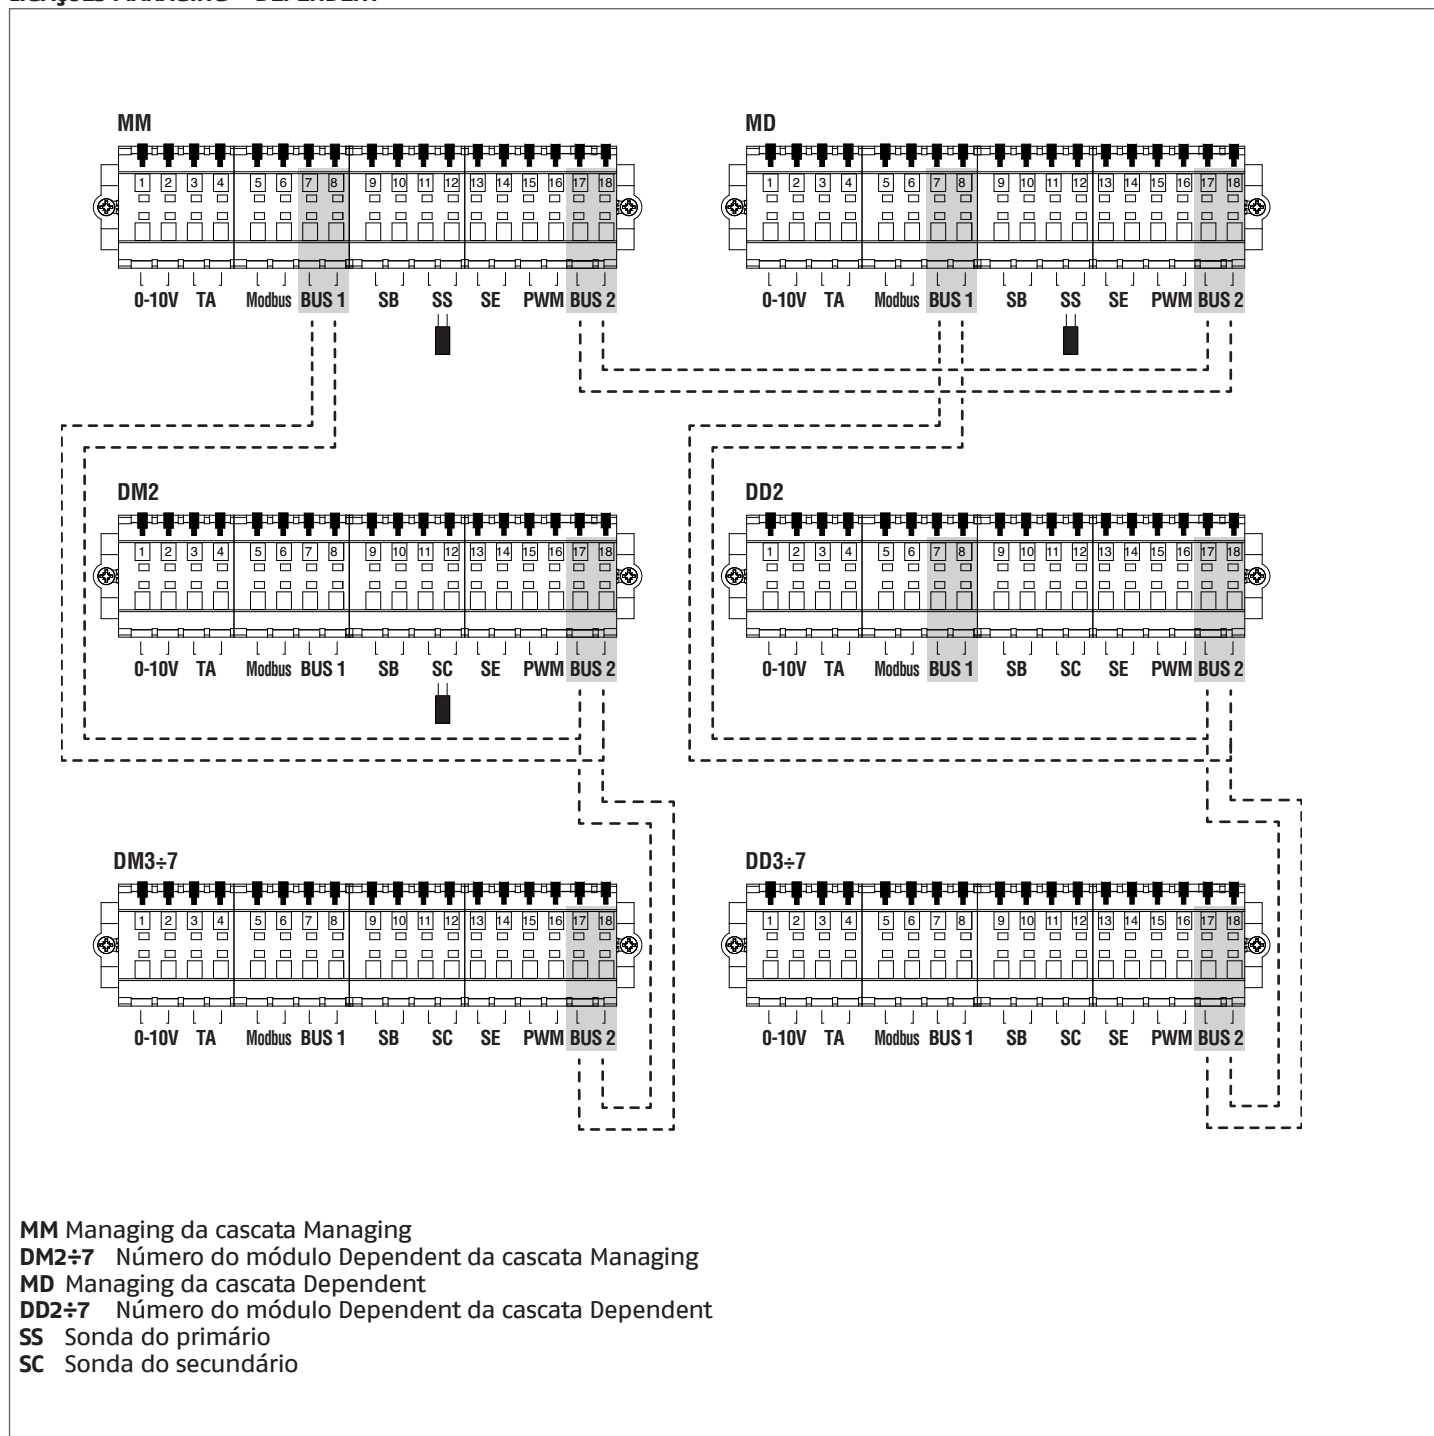 LIGAÇÕES MANAGING - DEPENDENT
MM
1 2 3 4 5 6 7 8 9 10 11 12 13 14 15 16 17 18
0-10V TA Modbus BUS 1 SB SS SE PWM BUS 2
MD
1 2 3 4 5 6 7 8 9 10 11 12 13 14 15 16 17 18
0-10V TA Modbus BUS 1 SB SS SE PWM BUS 2
DM2
1 2 3 4 5 6 7 8 9 10 11 12 13 14 15 16 17 18
0-10V TA Modbus BUS 1 SB SC SE PWM BUS 2
DD2
1 2 3 4 5 6 7 8 9 10 11 12 13 14 15 16 17 18
0-10V TA Modbus BUS 1 SB SC SE PWM BUS 2
DM3÷7
1 2 3 4 5 6 7 8 9 10 11 12 13 14 15 16 17 18
0-10V TA Modbus BUS 1 SB SC SE PWM BUS 2
DD3÷7
1 2 3 4 5 6 7 8 9 10 11 12 13 14 15 16 17 18
0-10V TA Modbus BUS 1 SB SC SE PWM BUS 2
MM Managing da cascata Managing
DM2÷7 Número do módulo Dependent da cascata Managing
MD Managing da cascata Dependent
DD2÷7 Número do módulo Dependent da cascata Dependent
SS Sonda do primário
SC Sonda do secundário